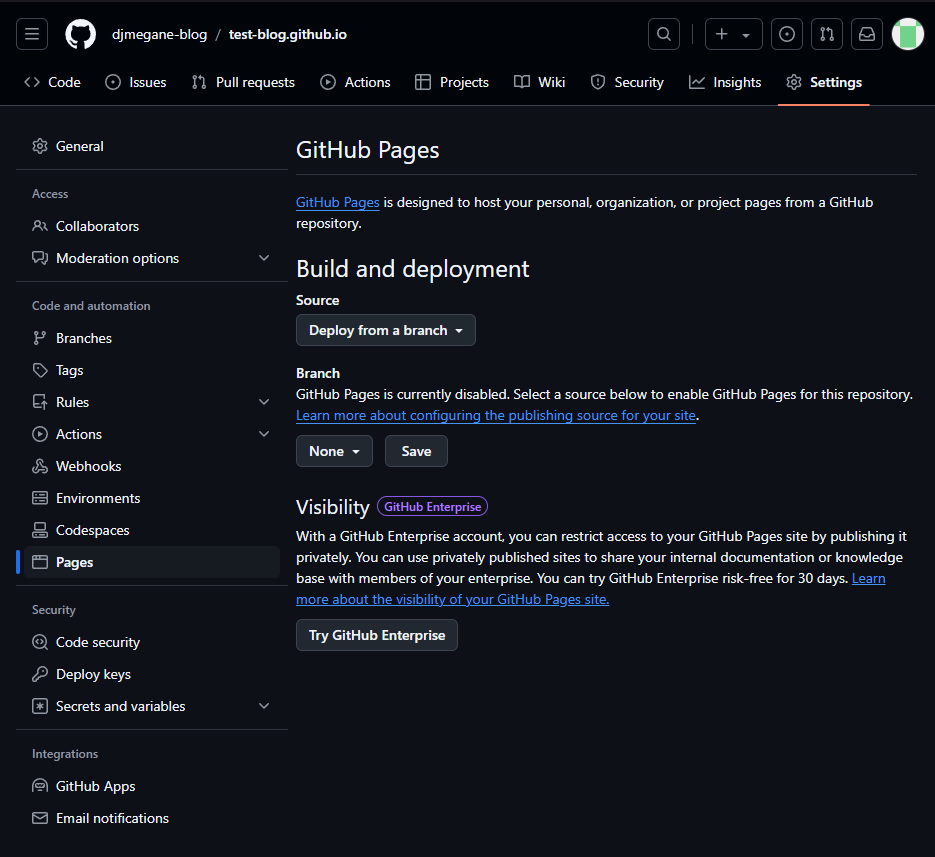 djmegane-blog / test-blog.github.io
Code Issues Pull requests Actions Projects Wiki Security Insights Settings
General
Access
Collaborators
Moderation options
Code and automation
Branches
Tags
Rules
Actions
Webhooks
Environments
Codespaces
Pages
Security
Code security
Deploy keys
Secrets and variables
Integrations
GitHub Apps
Email notifications
GitHub Pages
GitHub Pages is designed to host your personal, organization, or project pages from a GitHub
repository.
Build and deployment
Source
Deploy from a branch
Branch
GitHub Pages is currently disabled. Select a source below to enable GitHub Pages for this repository.
Learn more about configuring the publishing source for your site.
None Save
Visibility GitHub Enterprise
With a GitHub Enterprise account, you can restrict access to your GitHub Pages site by publishing it
privately. You can use privately published sites to share your internal documentation or knowledge
base with members of your enterprise. You can try GitHub Enterprise risk-free for 30 days. Learn
more about the visibility of your GitHub Pages site.
Try GitHub Enterprise